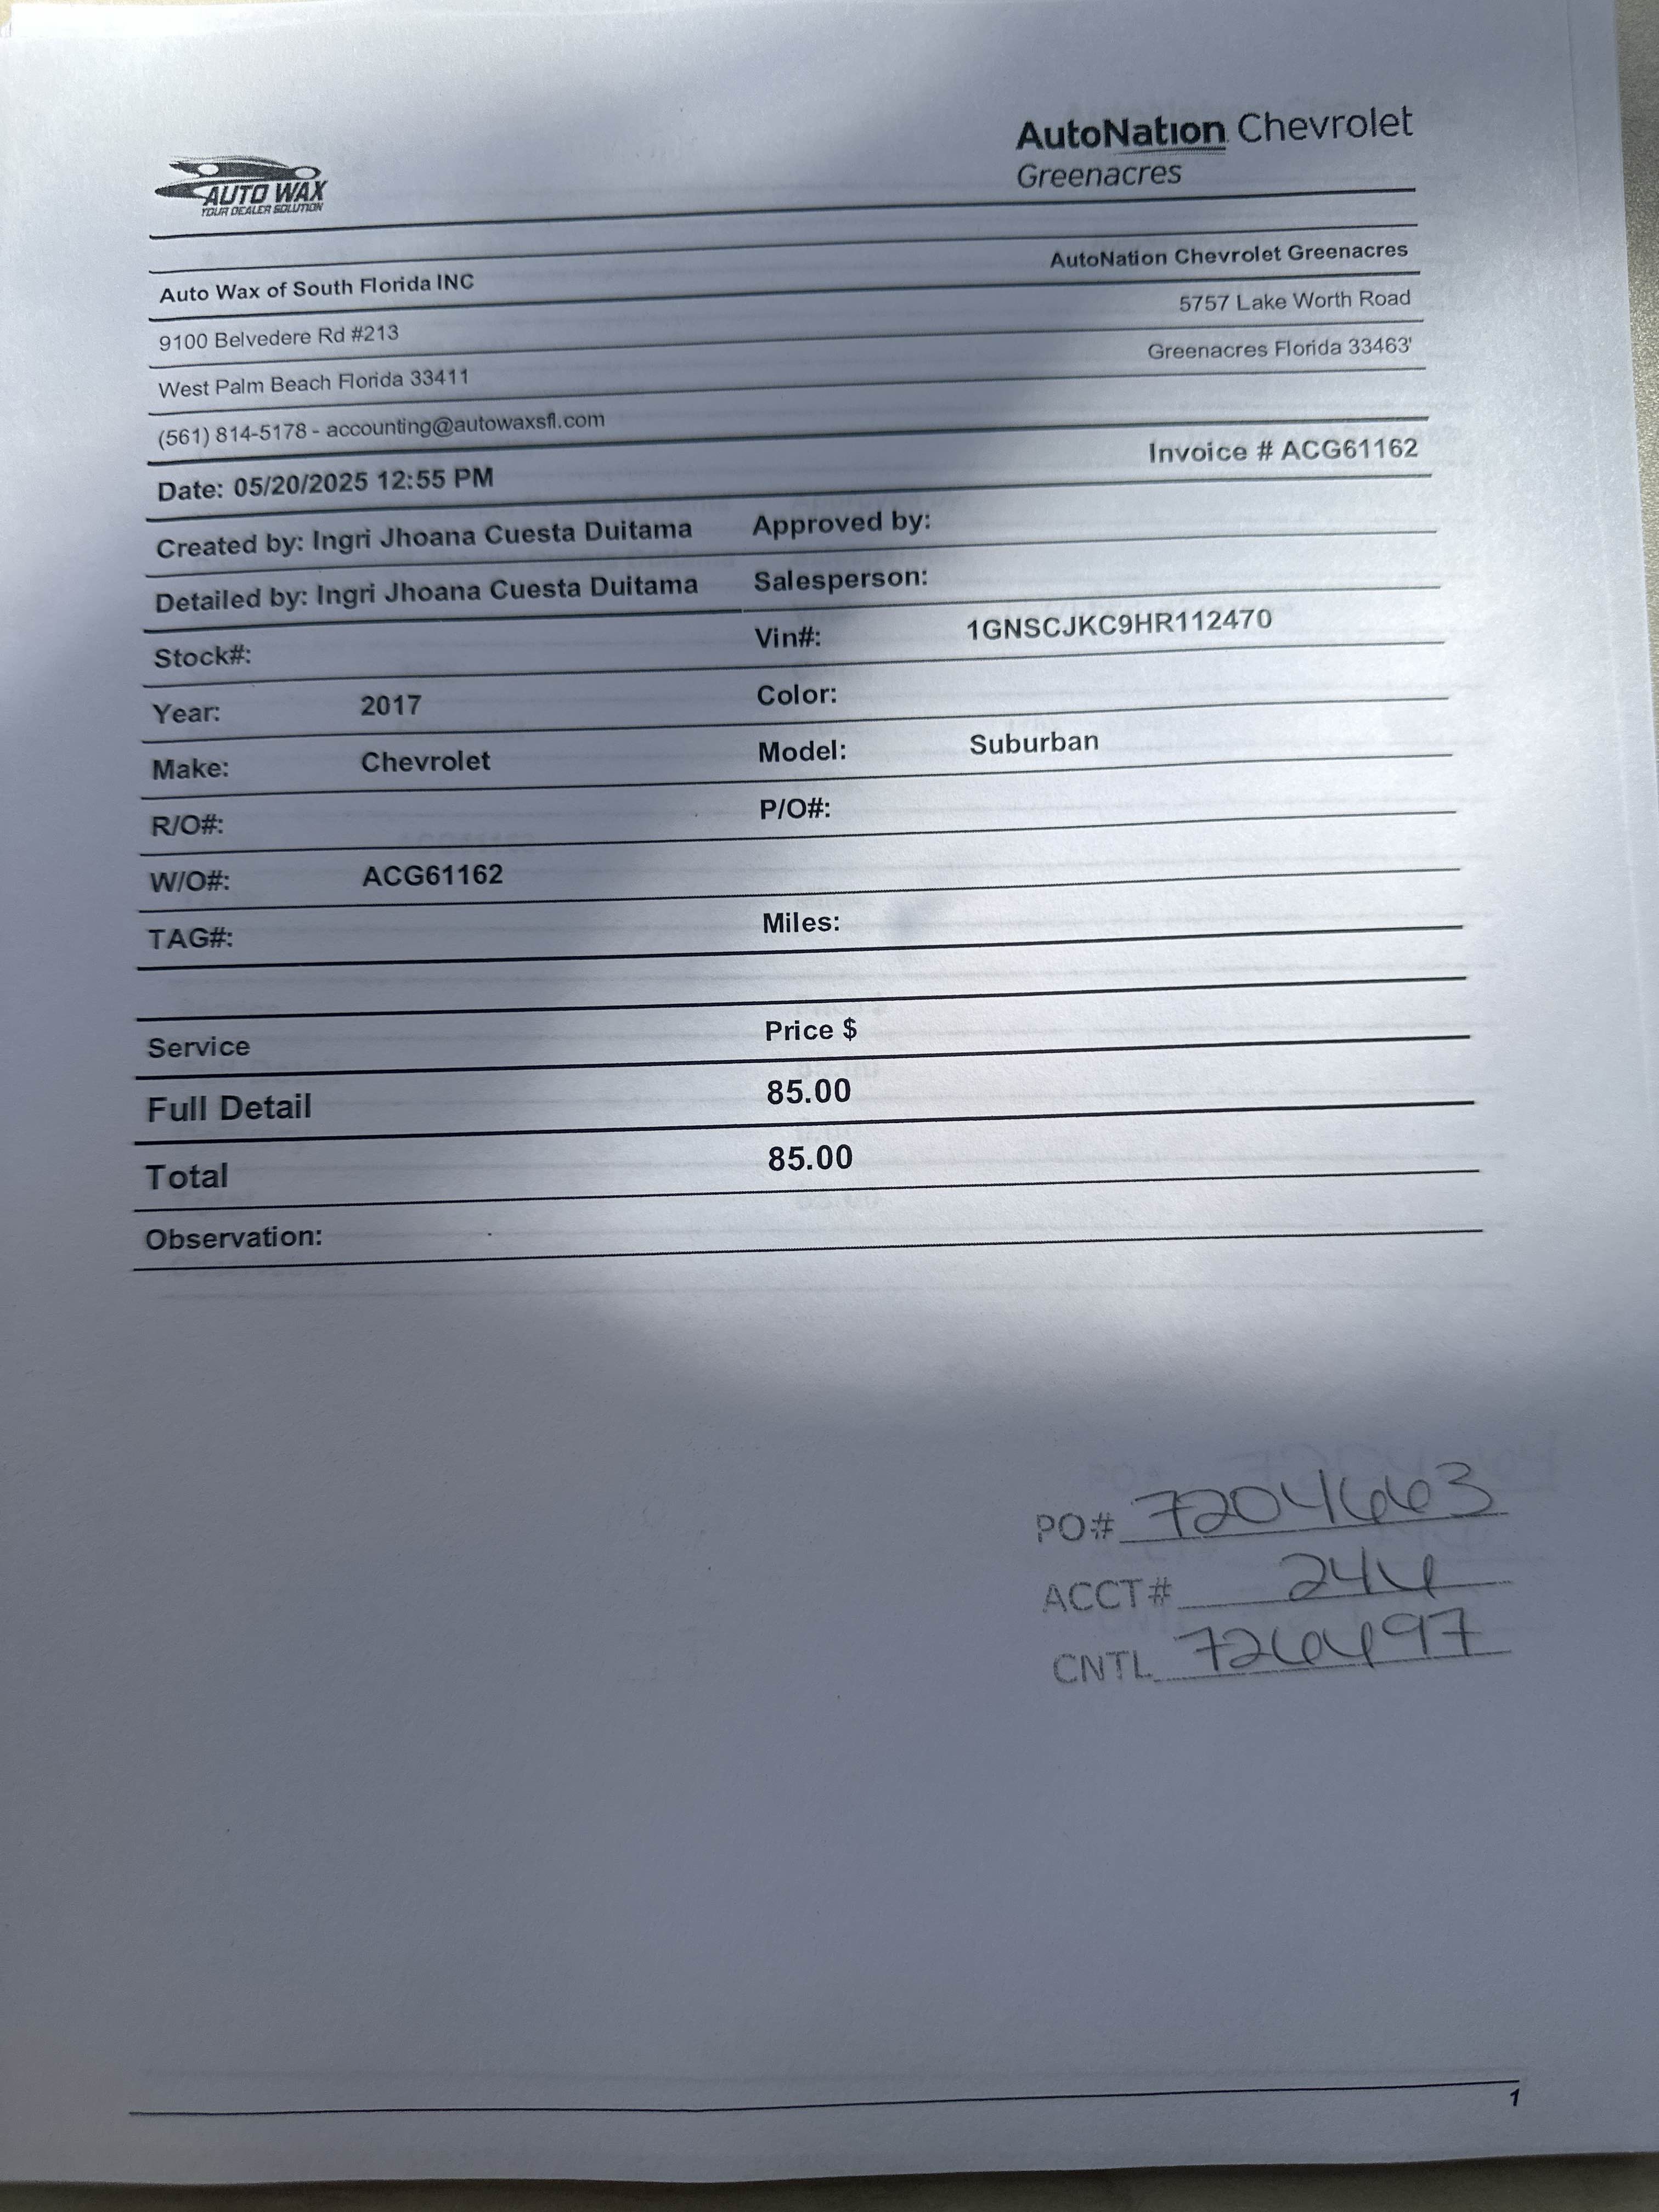 AUTO WAX
YOUR DEALER SOLUTION
AutoNation Chevrolet
Greenacres
Auto Wax of South Florida INC
AutoNation Chevrolet Greenacres
9100 Belvedere Rd #213
5757 Lake Worth Road
West Palm Beach Florida 33411
Greenacres Florida 33463'
(561) 814-5178 - accounting@autowaxsfl.com
Date: 05/20/2025 12:55 PM
Invoice # ACG61162
Created by: Ingri Jhoana Cuesta Duitama Approved by:
Detailed by: Ingri Jhoana Cuesta Duitama Salesperson:
Stock#: Vin#: 1GNSCJKC9HR112470
Year: 2017 Color:
Make: Chevrolet Model: Suburban
R/O#: P/O#:
W/O#: ACG61162
TAG#: Miles:
Service Price $
Full Detail 85.00
Total 85.00
Observation:
PO# 7204663
ACCT#
CNTL
1